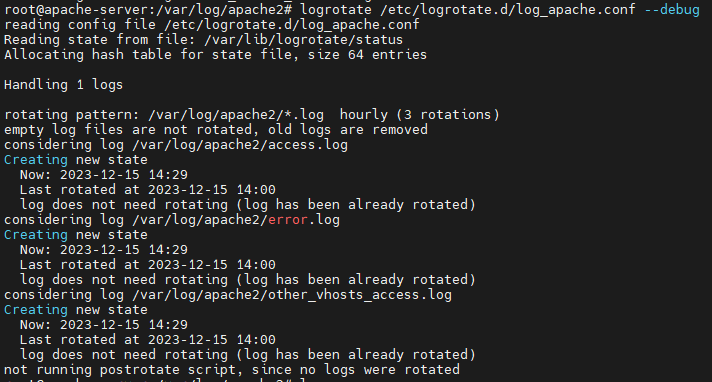 root@apache-server:/var/log/apache2# logrotate /etc/logrotate.d/log_apache.conf --debug
reading config file /etc/logrotate.d/log_apache.conf
Reading state from file: /var/lib/logrotate/status
Allocating hash table for state file, size 64 entries

Handling 1 logs

rotating pattern: /var/log/apache2/*.log  hourly (3 rotations)
empty log files are not rotated, old logs are removed
considering log /var/log/apache2/access.log
Creating new state
  Now: 2023-12-15 14:29
  Last rotated at 2023-12-15 14:00
  log does not need rotating (log has been already rotated)
considering log /var/log/apache2/error.log
Creating new state
  Now: 2023-12-15 14:29
  Last rotated at 2023-12-15 14:00
  log does not need rotating (log has been already rotated)
considering log /var/log/apache2/other_vhosts_access.log
Creating new state
  Now: 2023-12-15 14:29
  Last rotated at 2023-12-15 14:00
  log does not need rotating (log has been already rotated)
not running postrotate script, since no logs were rotated